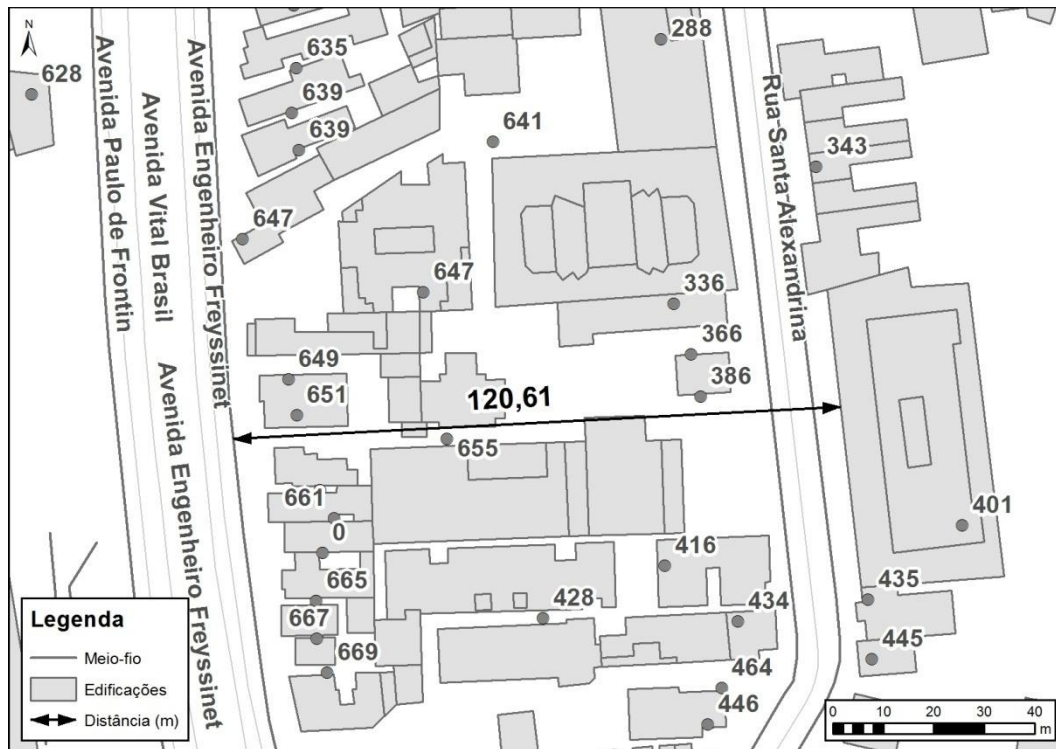 N
628
635
639
639
641
288
343
647
647
336
366
386
649
651
120,61
655
661
0
665
667
669
416
428
434
464
446
401
435
445
Avenida Paulo de Frontin
Avenida Vital Brasil
Avenida Engenheiro Freyssinet
Avenida Engenheiro Freyssinet
Rua Santa Alexandrina
Legenda
Meio-fio
Edificações
Distância (m)
0 5 10 20 30 40
m